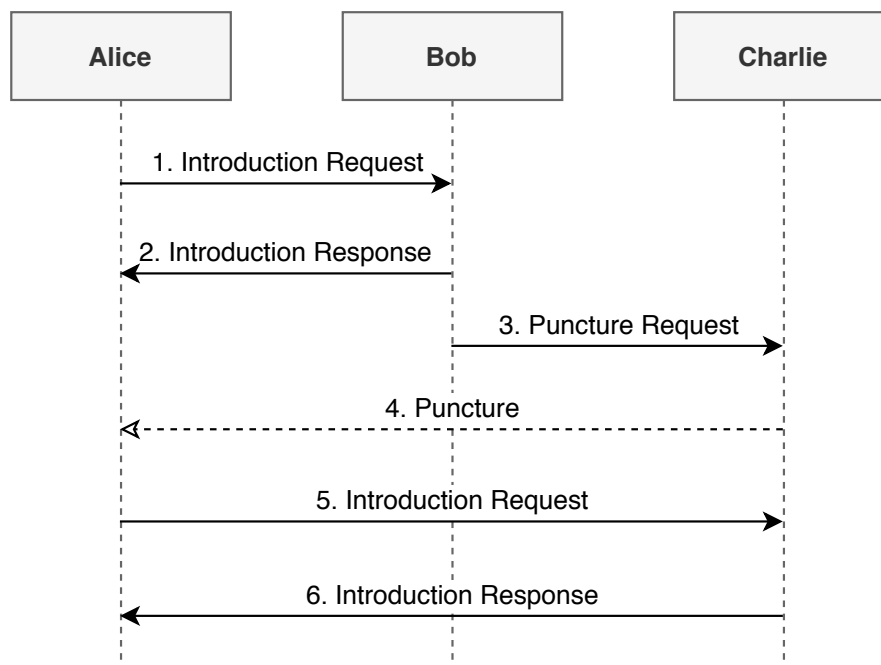 Alice
Bob
Charlie
1. Introduction Request
2. Introduction Response
3. Puncture Request
4. Puncture
5. Introduction Request
6. Introduction Response